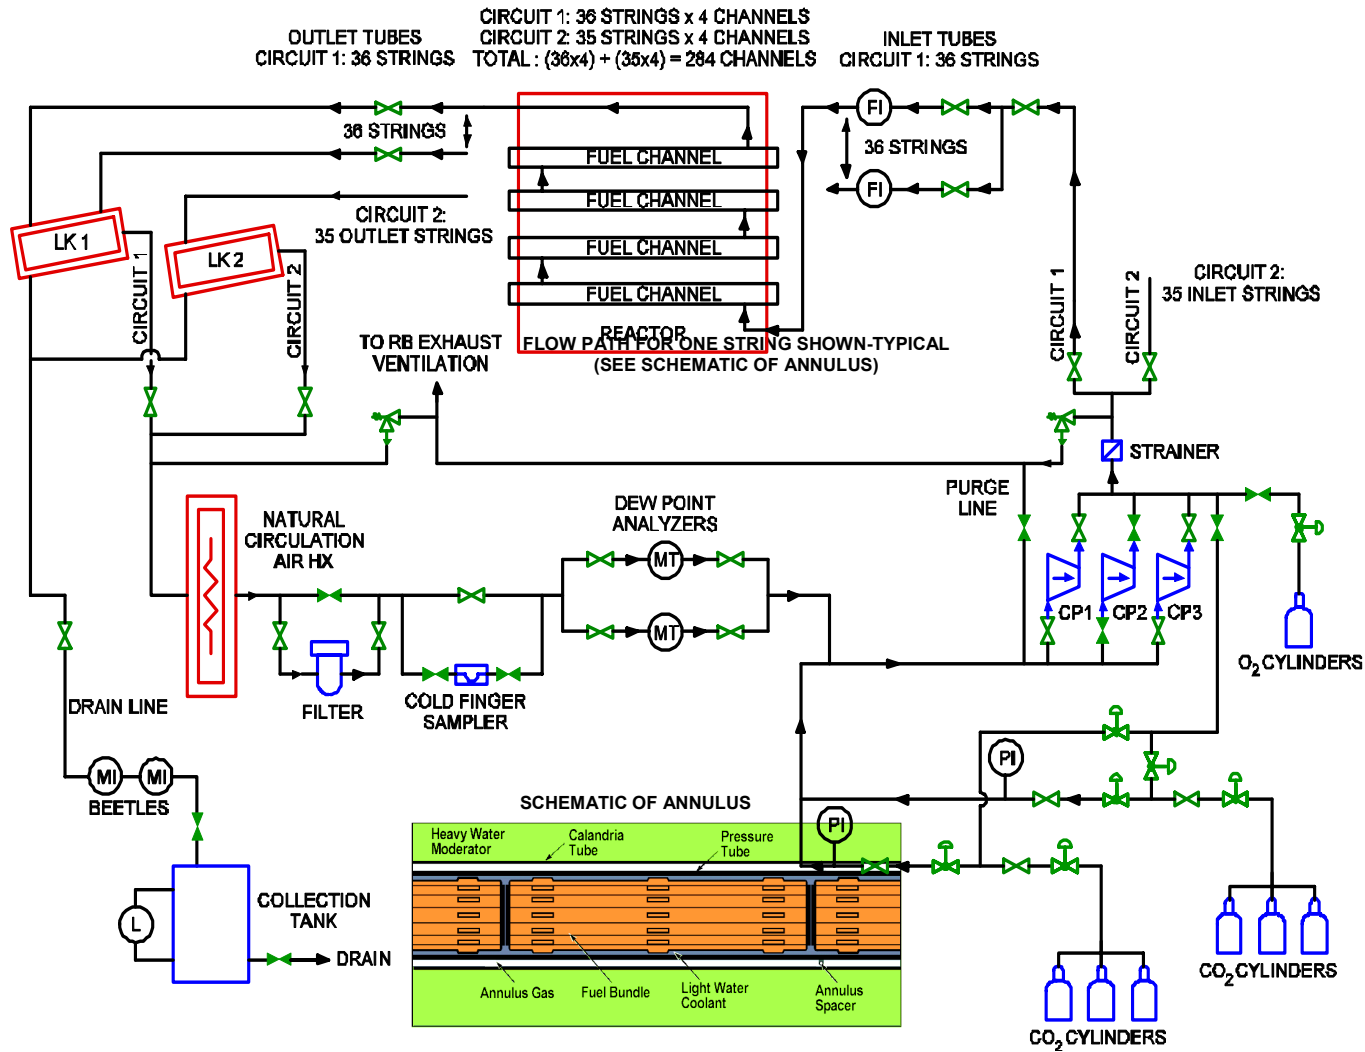 CIRCUIT 1: 36 STRINGS x 4 CHANNELS
CIRCUIT 2: 35 STRINGS x 4 CHANNELS
TOTAL : (36x4) + (35x4) = 284 CHANNELS
OUTLET TUBES
CIRCUIT 1: 36 STRINGS
INLET TUBES
CIRCUIT 1: 36 STRINGS
36 STRINGS
FUEL CHANNEL
FUEL CHANNEL
FUEL CHANNEL
FUEL CHANNEL
REACTOR
FI
36 STRINGS
FI
LK 1
LK 2
CIRCUIT 1
CIRCUIT 2
CIRCUIT 2:
35 OUTLET STRINGS
CIRCUIT 1
CIRCUIT 2
CIRCUIT 2:
35 INLET STRINGS
TO RB EXHAUST
VENTILATION
FLOW PATH FOR ONE STRING SHOWN-TYPICAL
(SEE SCHEMATIC OF ANNULUS)
STRAINER
PURGE
LINE
NATURAL
CIRCULATION
AIR HX
DEW POINT
ANALYZERS
MT
MT
CP1
CP2
CP3
O2 CYLINDERS
FILTER
COLD FINGER
SAMPLER
DRAIN LINE
MI
MI
BEETLES
PI
PI
SCHEMATIC OF ANNULUS
Heavy Water
Moderator
Calandria
Tube
Pressure
Tube
Annulus Gas
Fuel Bundle
Light Water
Coolant
Annulus
Spacer
COLLECTION
TANK
L
DRAIN
CO2 CYLINDERS
CO2 CYLINDERS